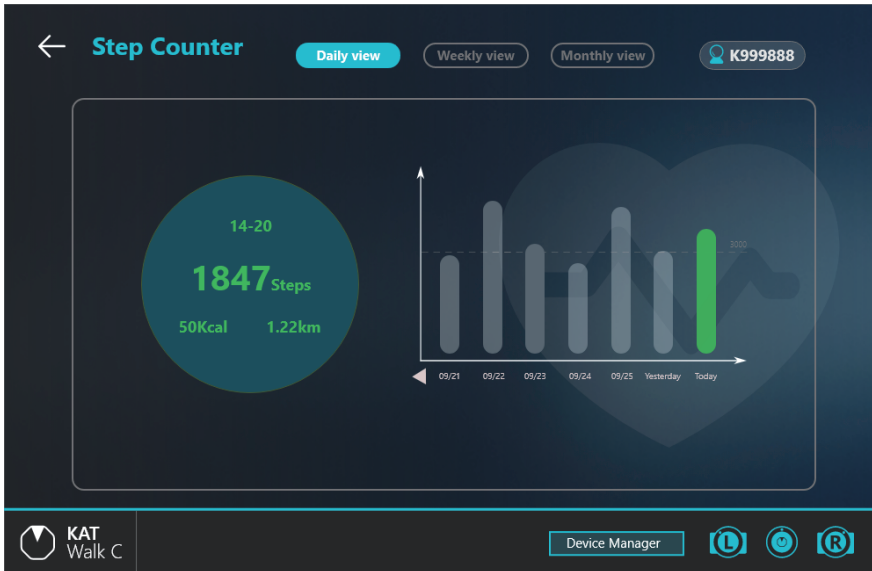 Step Counter
Daily view
Weekly view
Monthly view
K999888
14-20
1847Steps
50Kcal 1.22km
3000
09/21 09/22 09/23 09/24 09/25 Yesterday Today
KAT
Walk C
Device Manager
L
R